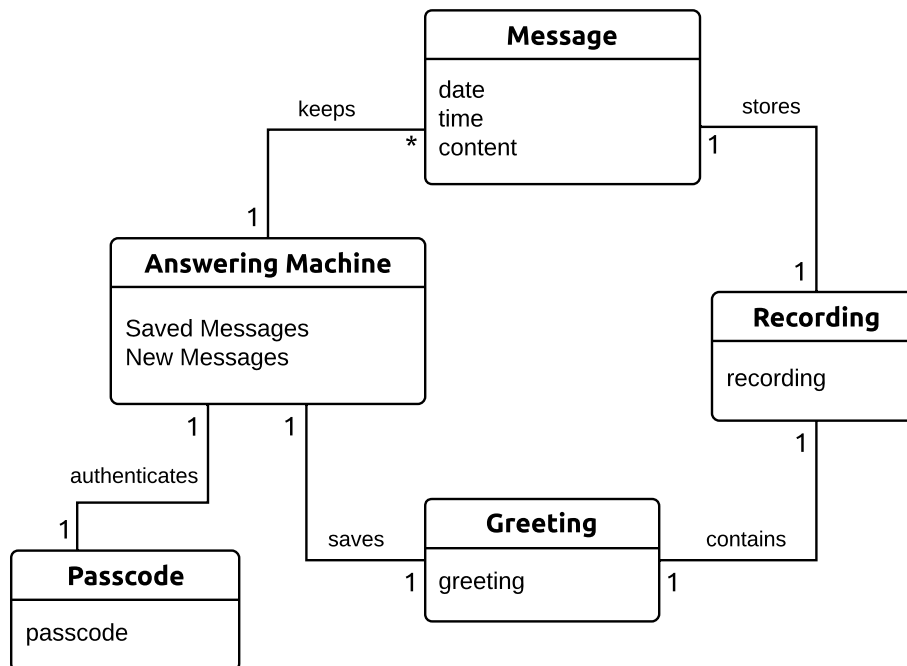 Message
date
time
content
keeps
stores
*
1
1
1
Answering Machine
Saved Messages
New Messages
Recording
recording
1
1
1
authenticates
1
saves
1
Greeting
greeting
contains
1
Passcode
passcode